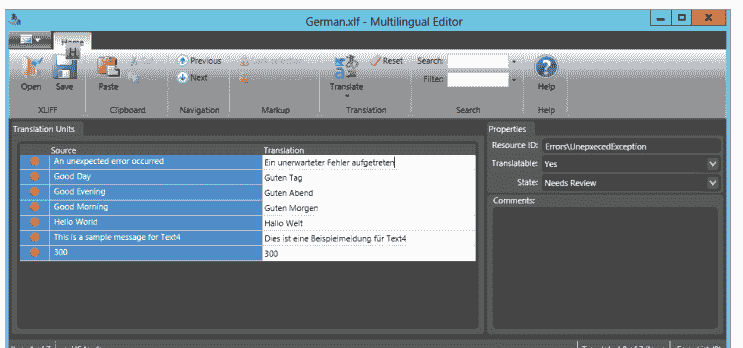 German.xlf - Multilingual Editor
Home
H
Previous
Reset
Search:
Next
Filter:
Open
Save
Paste
Translate
Help
XLIFF
Clipboard
Navigation
Markup
Translation
Search
Help
Translation Units
Properties
Source
Translation
Resource ID:
Errors\UnepxecedException
An unexpected error occurred
Ein unerwarteter Fehler aufgetreten
Translatable:
Yes
Good Day
Guten Tag
State:
Needs Review
Good Evening
Guten Abend
Comments:
Good Morning
Guten Morgen
Hello World
Hallo Welt
This is a sample message for Text4
Dies ist eine Beispielmeldung für Text4
300
300